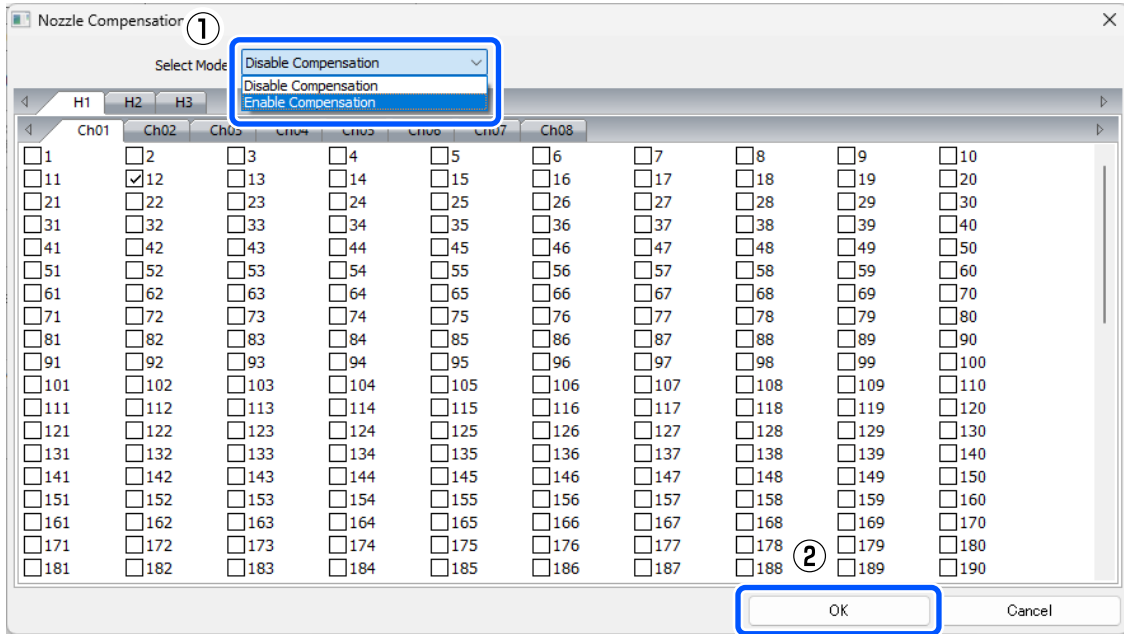 Nozzle Compensation
①
Select Mode Disable Compensation
Disable Compensation
Enable Compensation
H1 H2 H3
Ch01 Ch02 Ch03 Ch04 Ch05 Ch06 Ch07 Ch08
1 2 3 4 5 6 7 8 9 10
11 12 13 14 15 16 17 18 19 20
21 22 23 24 25 26 27 28 29 30
31 32 33 34 35 36 37 38 39 40
41 42 43 44 45 46 47 48 49 50
51 52 53 54 55 56 57 58 59 60
61 62 63 64 65 66 67 68 69 70
71 72 73 74 75 76 77 78 79 80
81 82 83 84 85 86 87 88 89 90
91 92 93 94 95 96 97 98 99 100
101 102 103 104 105 106 107 108 109 110
111 112 113 114 115 116 117 118 119 120
121 122 123 124 125 126 127 128 129 130
131 132 133 134 135 136 137 138 139 140
141 142 143 144 145 146 147 148 149 150
151 152 153 154 155 156 157 158 159 160
161 162 163 164 165 166 167 168 169 170
171 172 173 174 175 176 177 178 179 180
181 182 183 184 185 186 187 188 189 190
②
OK Cancel